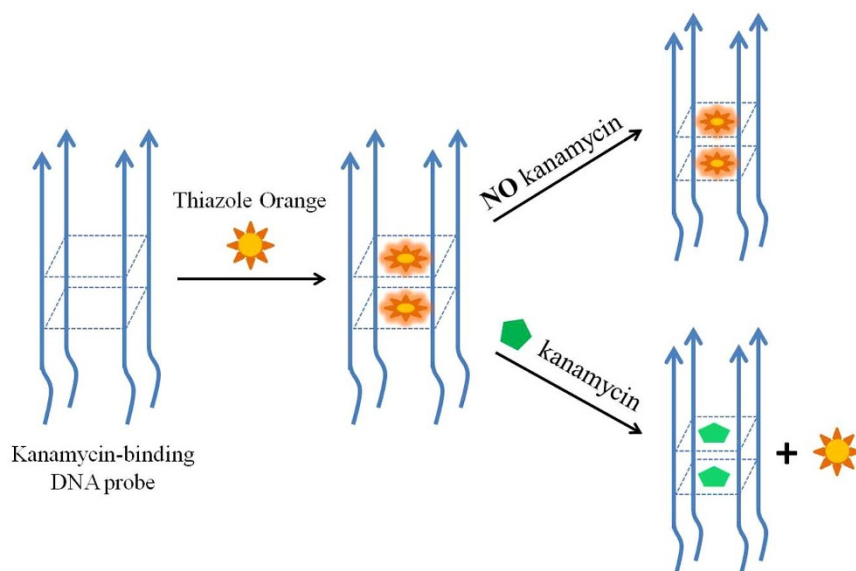 Thiazole Orange
NO kanamycin
kanamycin
Kanamycin-binding
DNA probe
+